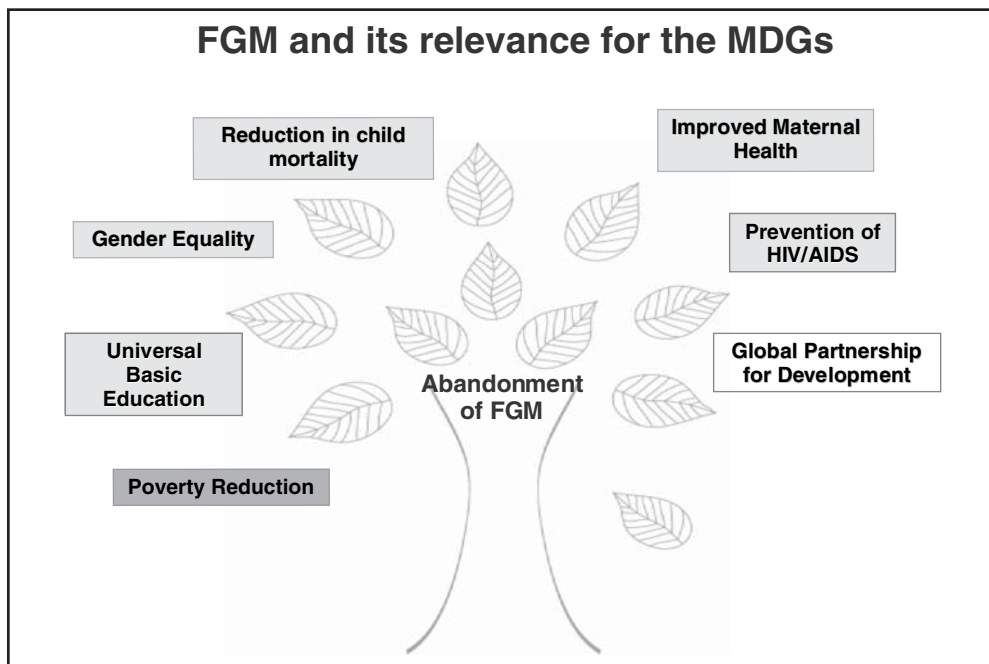 FGM and its relevance for the MDGs
Reduction in child
mortality
Improved Maternal
Health
Gender Equality
Prevention of
HIV/AIDS
Universal
Basic
Education
Global Partnership
for Development
Abandonment
of FGM
Poverty Reduction